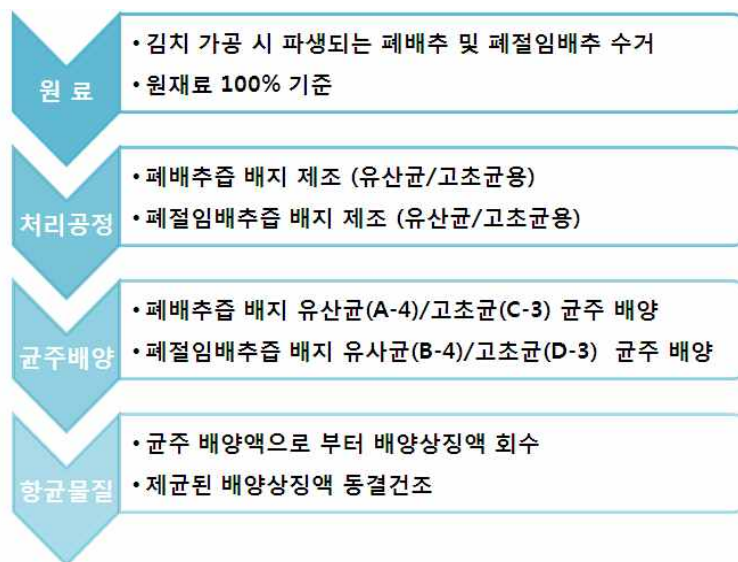 원 료
• 김치 가공 시 파생되는 폐배추 및 폐절임배추 수거
• 원재료 100% 기준
처리공정
• 폐배추즙 배지 제조 (유산균/고초균용)
• 폐절임배추즙 배지 제조 (유산균/고초균용)
균주배양
• 폐배추즙 배지 유산균(A-4)/고초균(C-3) 균주 배양
• 폐절임배추즙 배지 유사균(B-4)/고초균(D-3) 균주 배양
항균물질
• 균주 배양액으로 부터 배양상징액 회수
• 제균된 배양상징액 동결건조